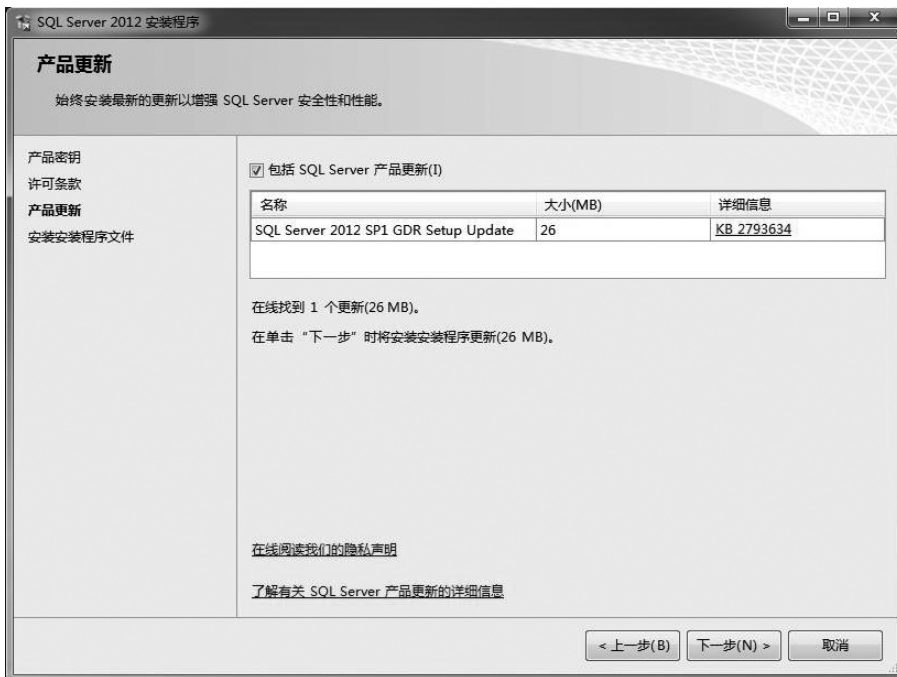 SQL Server 2012 安装程序
产品更新
始终安装最新的更新以增强 SQL Server 安全性和性能。
产品密钥
许可条款
产品更新
安装安装程序文件
包括 SQL Server 产品更新(I)
名称 大小(MB) 详细信息
SQL Server 2012 SP1 GDR Setup Update 26 KB 2793634
在线找到 1 个更新(26 MB)。
在单击“下一步”时将安装安装程序更新(26 MB)。
在线阅读我们的隐私声明
了解有关 SQL Server 产品更新的详细信息
< 上一步(B) 下一步(N) > 取消